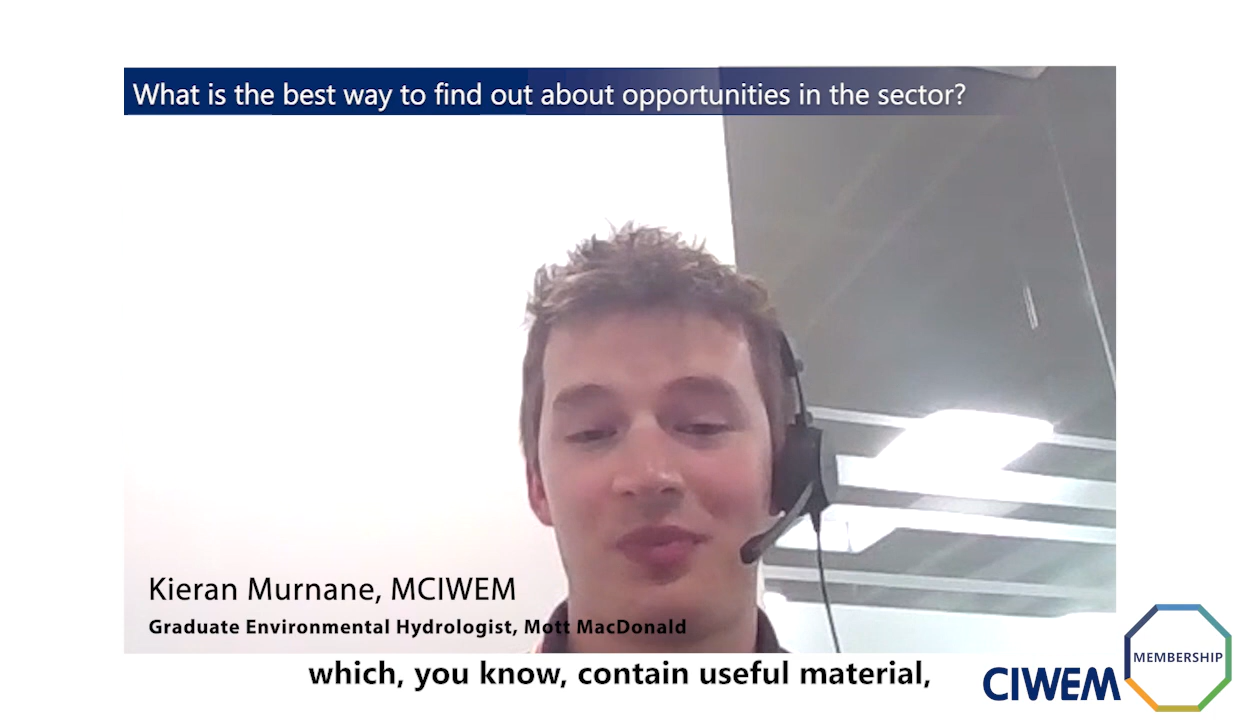 What is the best way to find out about opportunities in the sector?
Kieran Murnane, MCIWEM
Graduate Environmental Hydrologist, Mott MacDonald
which, you know, contain useful material,
CIWEM
MEMBERSHIP